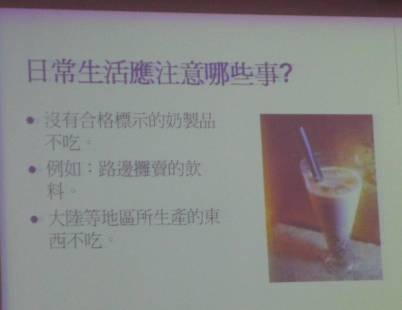 日常生活應注意哪些事?
沒有合格標示的奶製品
不吃。
例如：路邊攤賣的飲
料。
大陸等地區所生產的東
西不吃。